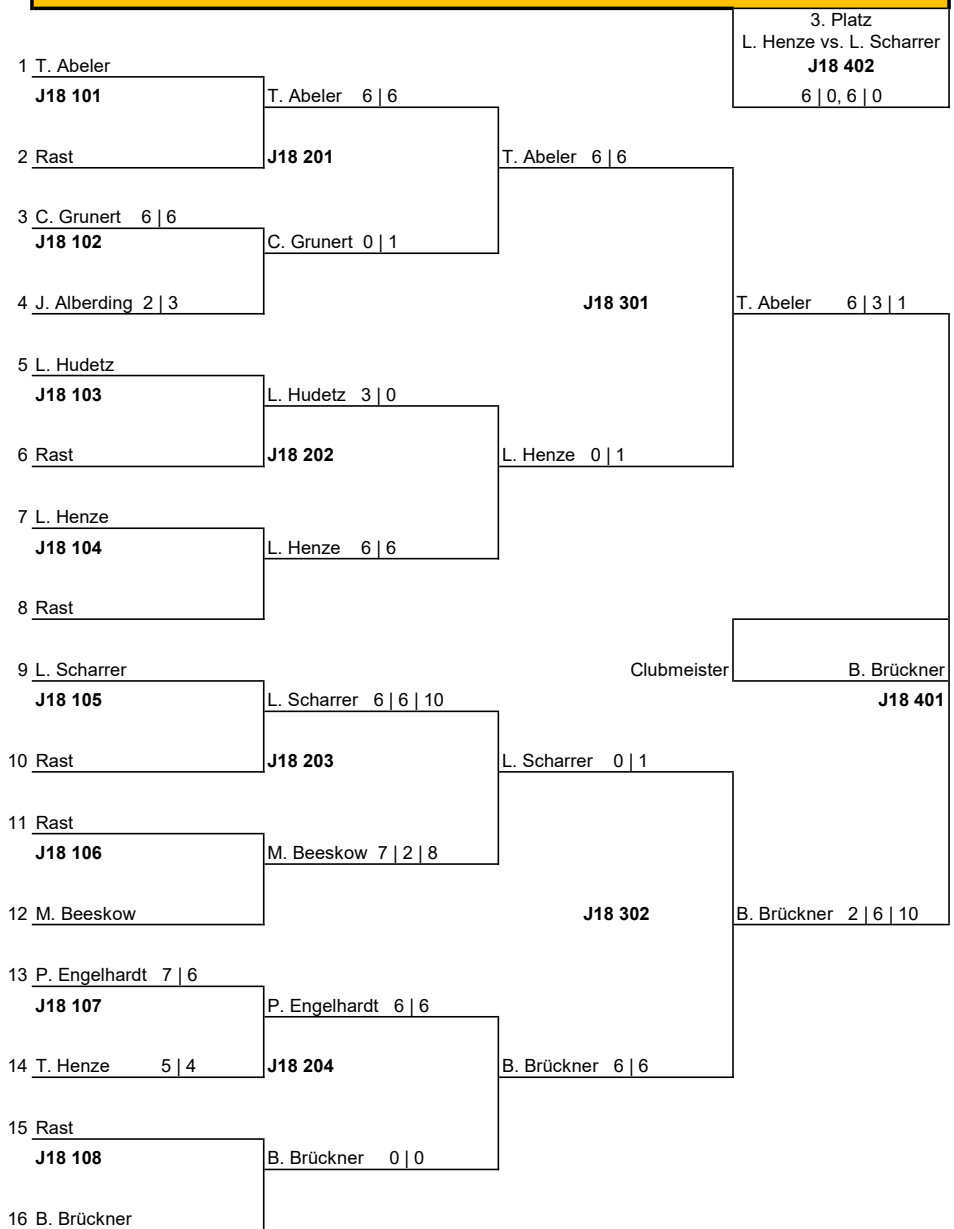 3. Platz
L. Henze vs. L. Scharrer
J18 402
6 | 0, 6 | 0
1 T. Abeler
J18 101
T. Abeler 6 | 6
2 Rast
J18 201
T. Abeler 6 | 6
3 C. Grunert 6 | 6
J18 102
C. Grunert 0 | 1
4 J. Alberding 2 | 3
J18 301
T. Abeler 6 | 3 | 1
5 L. Hudetz
J18 103
L. Hudetz 3 | 0
6 Rast
J18 202
L. Henze 0 | 1
7 L. Henze
J18 104
L. Henze 6 | 6
8 Rast
9 L. Scharrer
Clubmeister
B. Brückner
J18 105
L. Scharrer 6 | 6 | 10
J18 401
10 Rast
J18 203
L. Scharrer 0 | 1
11 Rast
J18 106
M. Beeskow 7 | 2 | 8
12 M. Beeskow
J18 302
B. Brückner 2 | 6 | 10
13 P. Engelhardt 7 | 6
J18 107
P. Engelhardt 6 | 6
14 T. Henze 5 | 4
J18 204
B. Brückner 6 | 6
15 Rast
J18 108
B. Brückner 0 | 0
16 B. Brückner